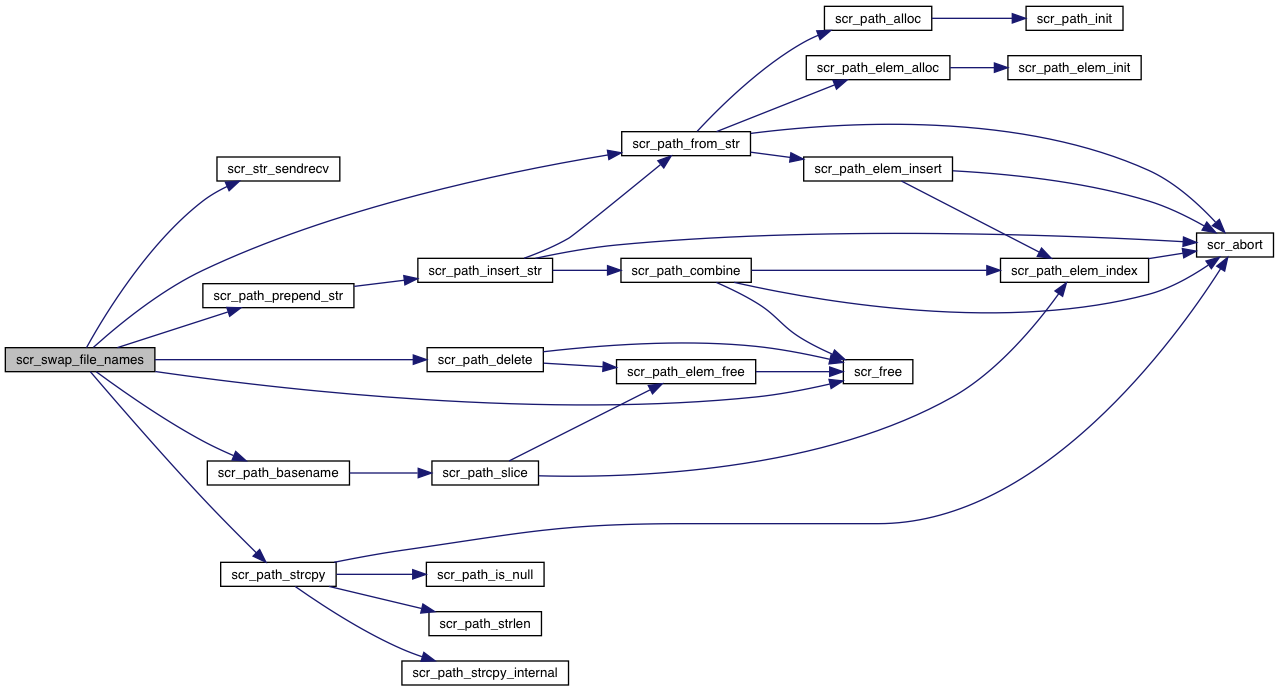 scr_path_alloc
scr_path_init
scr_path_elem_alloc
scr_path_elem_init
scr_path_from_str
scr_str_sendrecv
scr_path_elem_insert
scr_abort
scr_path_insert_str
scr_path_combine
scr_path_elem_index
scr_path_prepend_str
scr_swap_file_names
scr_path_delete
scr_path_elem_free
scr_free
scr_path_basename
scr_path_slice
scr_path_strcpy
scr_path_is_null
scr_path_strlen
scr_path_strcpy_internal